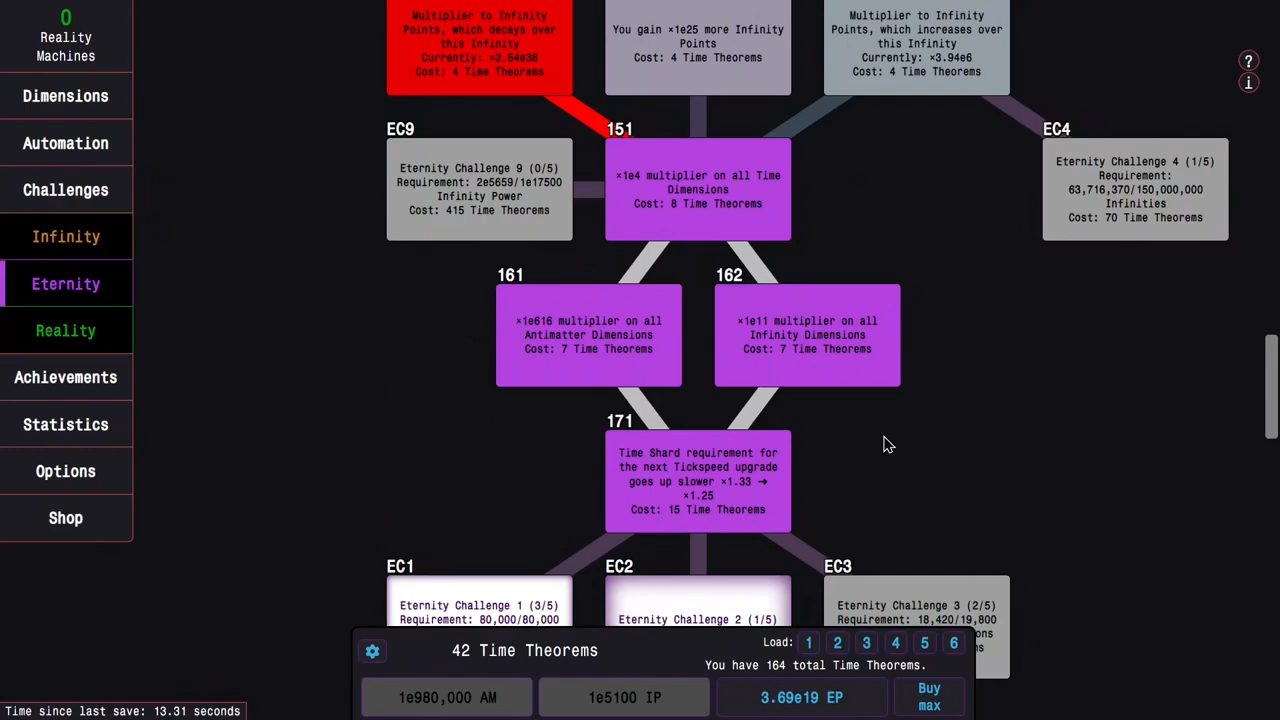 0
Reality
Machines
Dimensions
Automation
Challenges
Infinity
Eternity
Reality
Achievements
Statistics
Options
Shop
Multiplier to Infinity
Points, which decays over
this Infinity
Currently: ×2.54e38
Cost: 4 Time Theorems
You gain ×1e25 more Infinity
Points
Cost: 4 Time Theorems
Multiplier to Infinity
Points, which increases over
this Infinity
Currently: ×3.94e6
Cost: 4 Time Theorems
?
i
EC9
Eternity Challenge 9 (0/5)
Requirement: 2e5659/1e17500
Infinity Power
Cost: 415 Time Theorems
151
×1e4 multiplier on all Time
Dimensions
Cost: 8 Time Theorems
EC4
Eternity Challenge 4 (1/5)
Requirement:
63,716,370/150,000,000
Infinities
Cost: 70 Time Theorems
161
×1e616 multiplier on all
Antimatter Dimensions
Cost: 7 Time Theorems
162
×1e11 multiplier on all
Infinity Dimensions
Cost: 7 Time Theorems
171
Time Shard requirement for
the next Tickspeed upgrade
goes up slower ×1.33 ➜
×1.25
Cost: 15 Time Theorems
EC1
Eternity Challenge 1 (3/5)
Requirement: 80,000/80,000
EC2
Eternity Challenge 2 (1/5)
EC3
Eternity Challenge 3 (2/5)
Requirement: 18,420/19,800
42 Time Theorems
Load: 1 2 3 4 5 6
You have 164 total Time Theorems.
1e980,000 AM
1e5100 IP
3.69e19 EP
Buy
max
Time since last save: 13.31 seconds